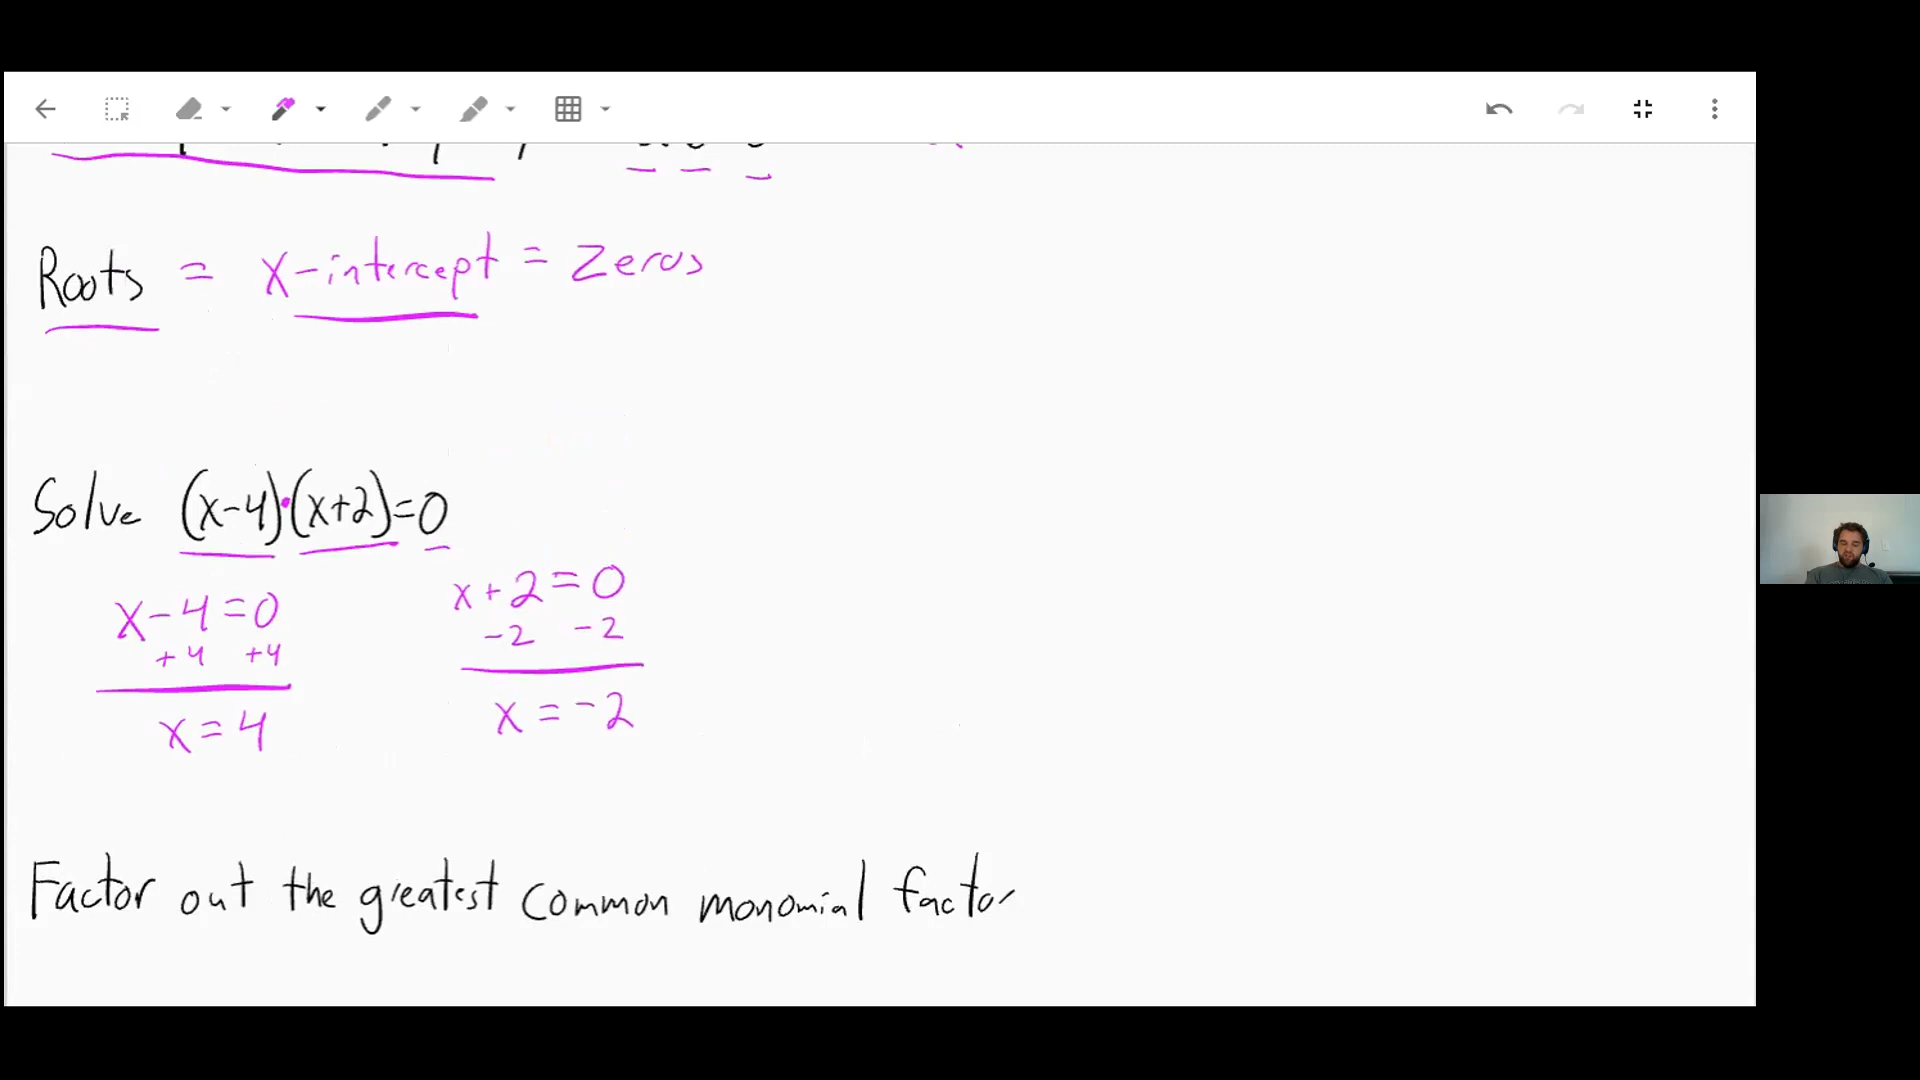 Roots = x-intercept = Zeros
Solve (x-4)·(x+2)=0
x-4=0
+4 +4
x=4
x+2=0
-2 -2
x=-2
Factor out the greatest common monomial factor